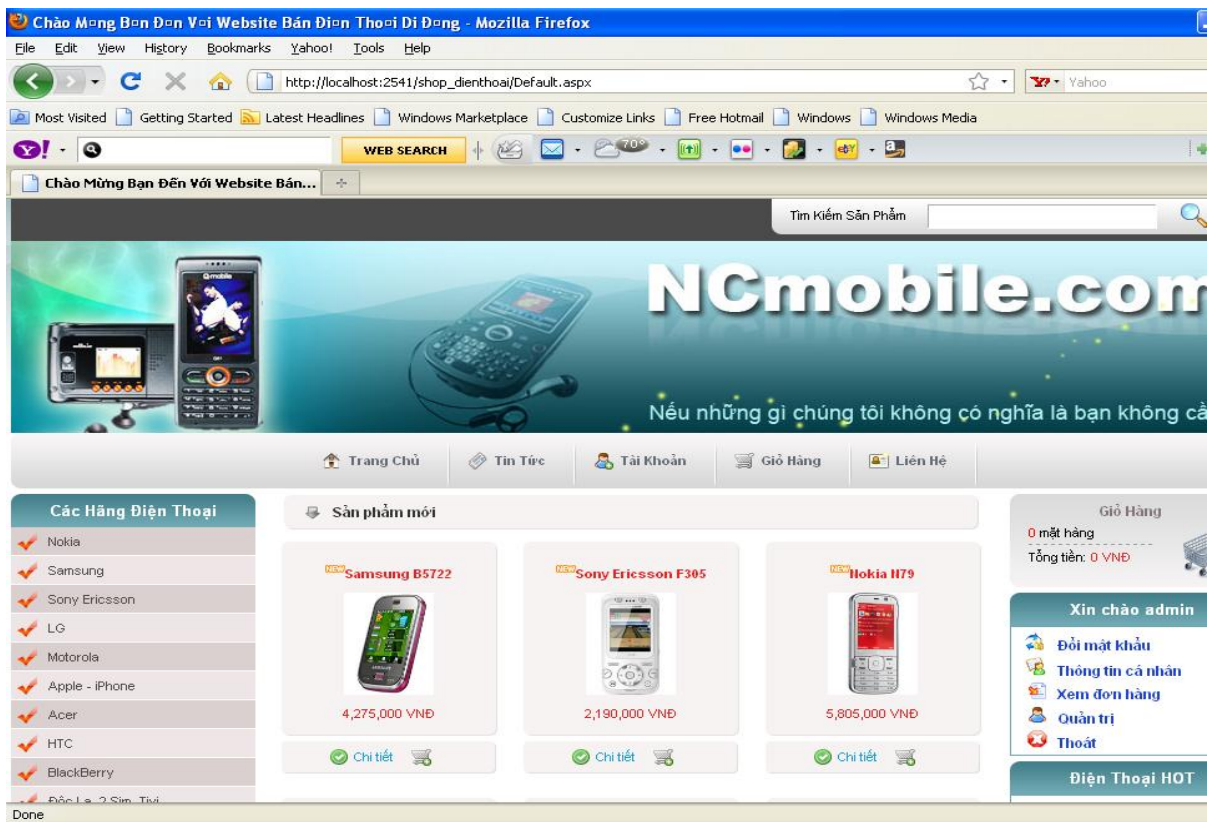 Chào M¤ng B¤n Đ¤n V¤i Website Bán Đi¤n Tho¤i Di Đ¤ng - Mozilla Firefox
File Edit View History Bookmarks Yahoo! Tools Help
http://localhost:2541/shop_dienthoai/Default.aspx Yahoo
Most Visited Getting Started Latest Headlines Windows Marketplace Customize Links Free Hotmail Windows Windows Media
Y! WEB SEARCH 70°
Chào Mừng Bạn Đến Với Website Bán...
Tìm Kiếm Sản Phẩm
NCmobile.com
Nếu những gì chúng tôi không có nghĩa là bạn không cầ
Trang Chủ Tin Tức Tài Khoản Giỏ Hàng Liên Hệ
Các Hãng Điện Thoại
Nokia
Samsung
Sony Ericsson
LG
Motorola
Apple - iPhone
Acer
HTC
BlackBerry
Sản phẩm mới
NEW Samsung B5722
4,275,000 VNĐ
Chi tiết
NEW Sony Ericsson F305
2,190,000 VNĐ
Chi tiết
NEW Nokia N79
5,805,000 VNĐ
Chi tiết
Giỏ Hàng
0 mặt hàng
Tổng tiền: 0 VNĐ
Xin chào admin
Đổi mật khẩu
Thông tin cá nhân
Xem đơn hàng
Quản trị
Thoát
Điện Thoại HOT
Done